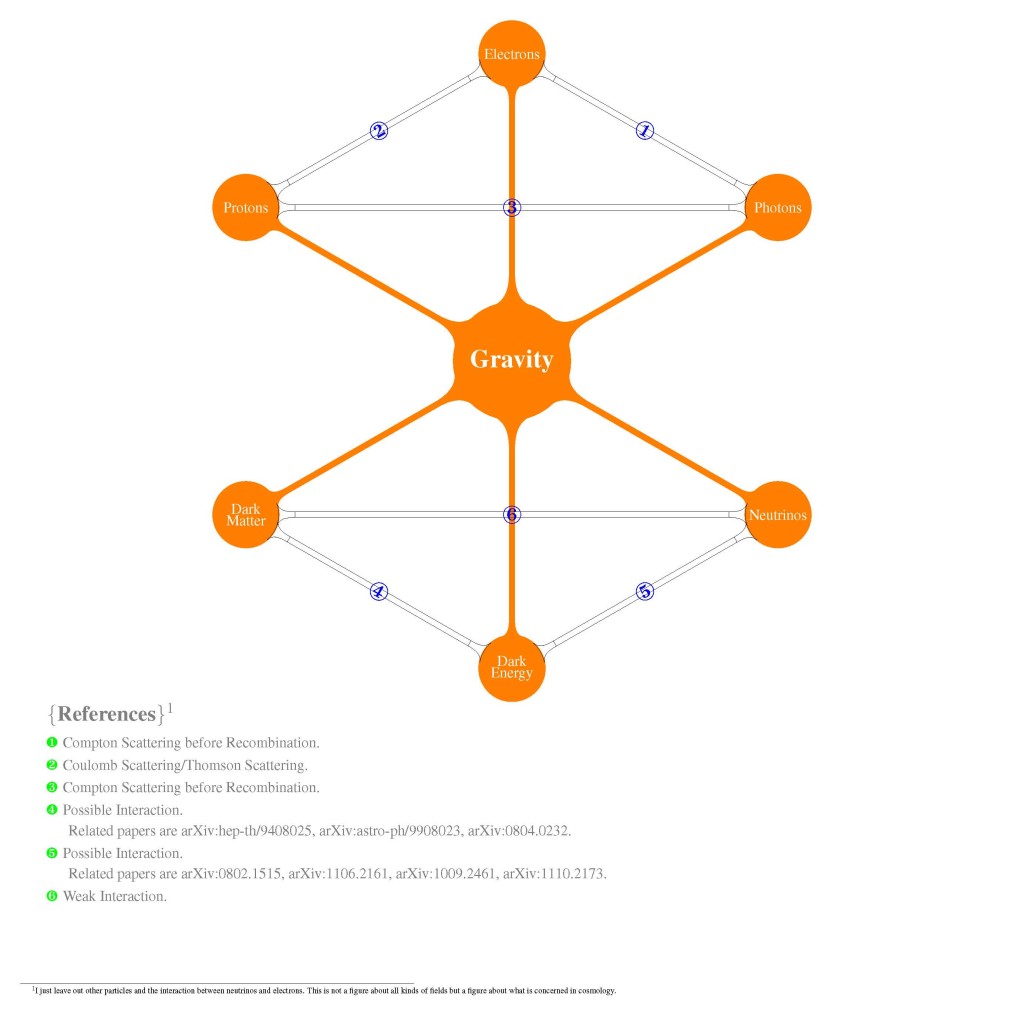 Electrons
2
1
Protons
3
Photons
Gravity
Dark
Matter
6
Neutrinos
4
5
Dark
Energy
{References}¹
❶ Compton Scattering before Recombination.
❷ Coulomb Scattering/Thomson Scattering.
❸ Compton Scattering before Recombination.
❹ Possible Interaction.
Related papers are arXiv:hep-th/9408025, arXiv:astro-ph/9908023, arXiv:0804.0232.
❺ Possible Interaction.
Related papers are arXiv:0802.1515, arXiv:1106.2161, arXiv:1009.2461, arXiv:1110.2173.
❻ Weak Interaction.
¹I just leave out other particles and the interaction between neutrinos and electrons. This is not a figure about all kinds of fields but a figure about what is concerned in cosmology.